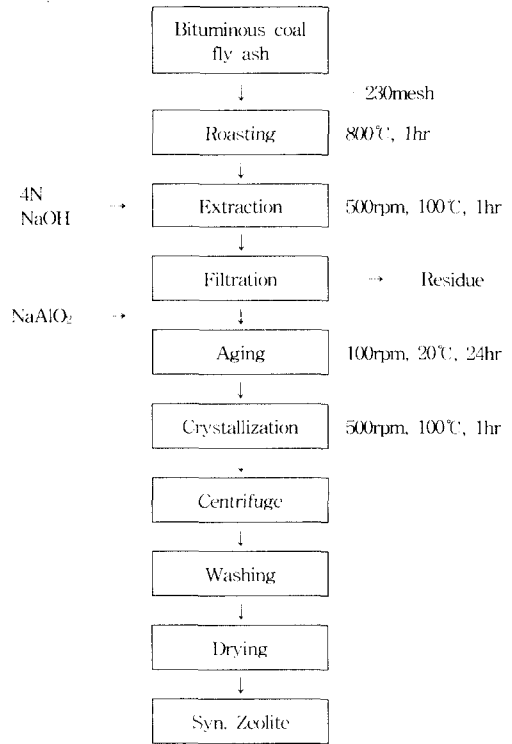 Bituminous coal
fly ash
↓ - 230mesh
Roasting 800℃, 1hr
↓
4N
NaOH → Extraction 500rpm, 100℃, 1hr
↓
Filtration → Residue
NaAlO₂ → ↓
Aging 100rpm, 20℃, 24hr
↓
Crystallization 500rpm, 100℃, 1hr
Centrifuge
↓
Washing
↓
Drying
↓
Syn. Zeolite